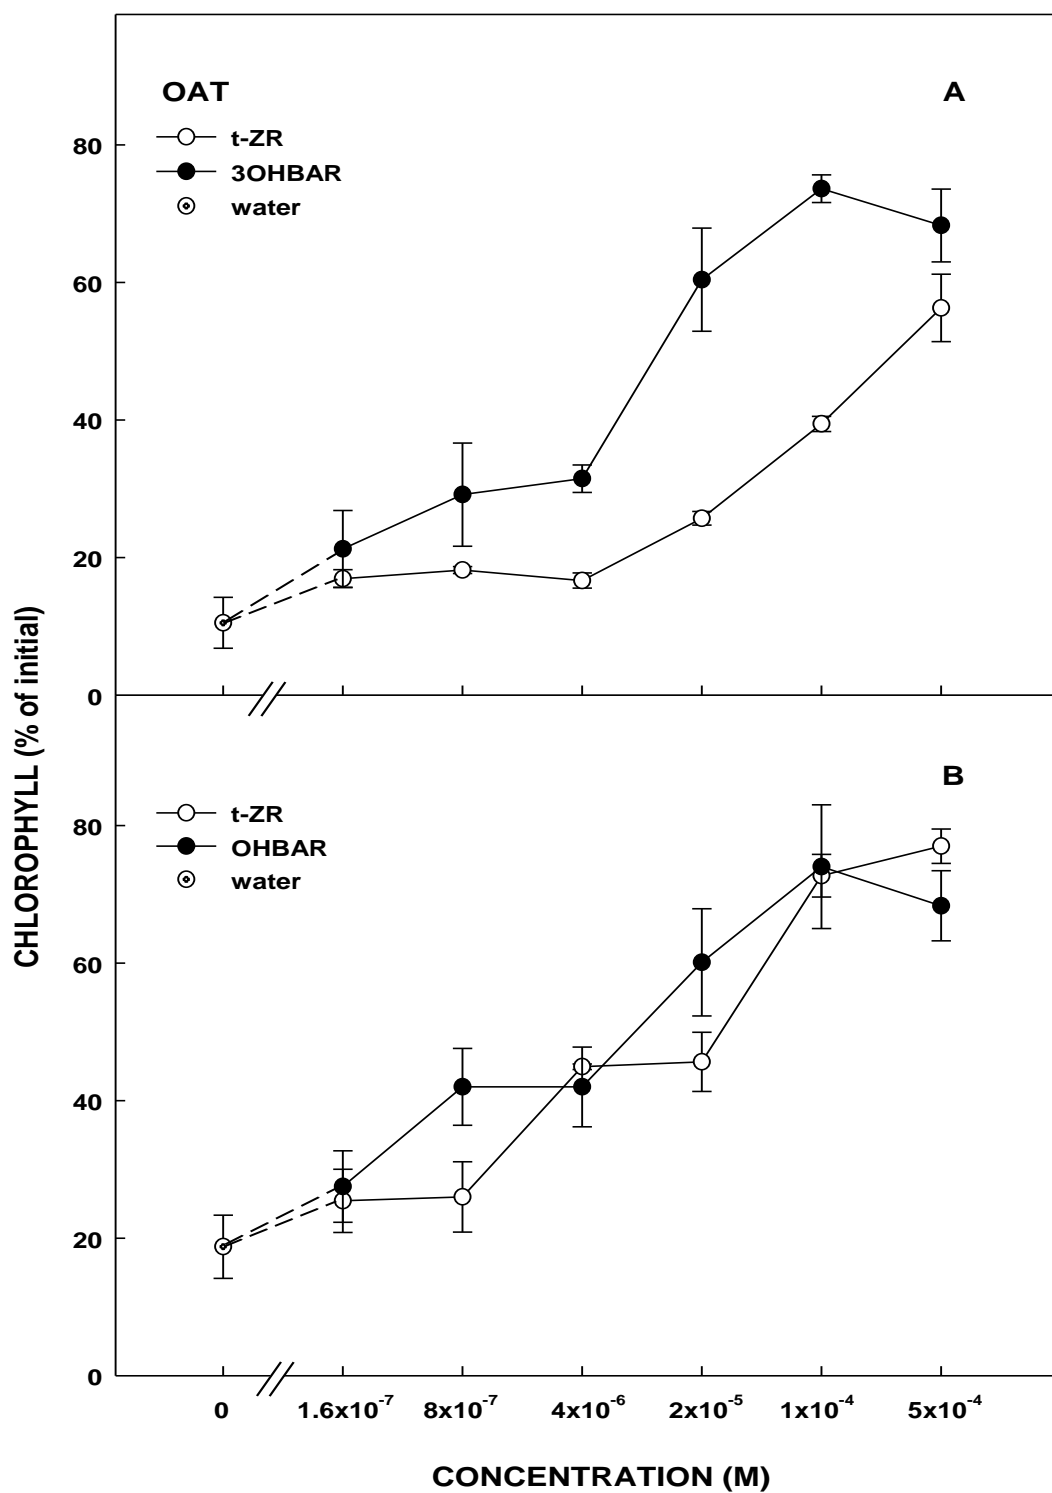 OAT A
t-ZR
3OHBAR
water
80
60
40
20
0
CHLOROPHYLL (% of initial)
B
t-ZR
OHBAR
water
80
60
40
20
0
0 1.6x10⁻⁷ 8x10⁻⁷ 4x10⁻⁶ 2x10⁻⁵ 1x10⁻⁴ 5x10⁻⁴
CONCENTRATION (M)